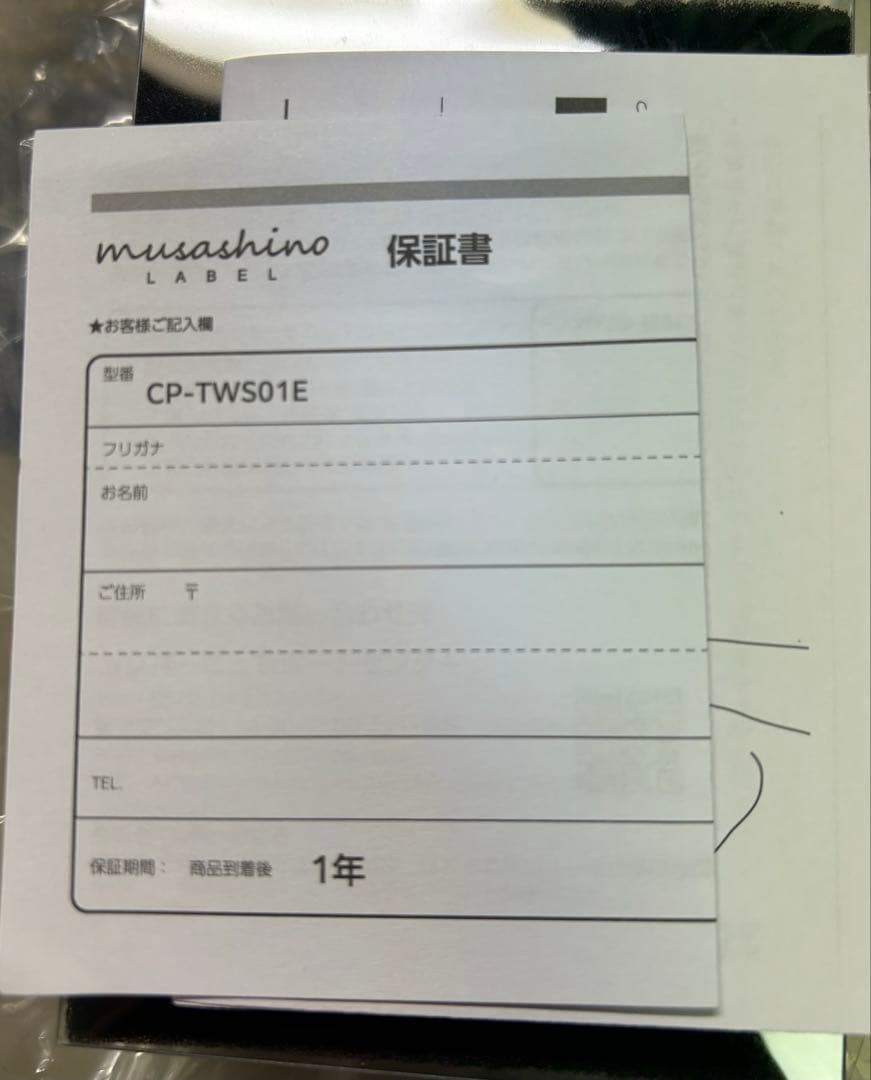 musashino
LABEL
保証書
★お客様ご記入欄
型番
CP-TWS01E
フリガナ
お名前
ご住所 〒
TEL.
保証期間： 商品到着後 1年